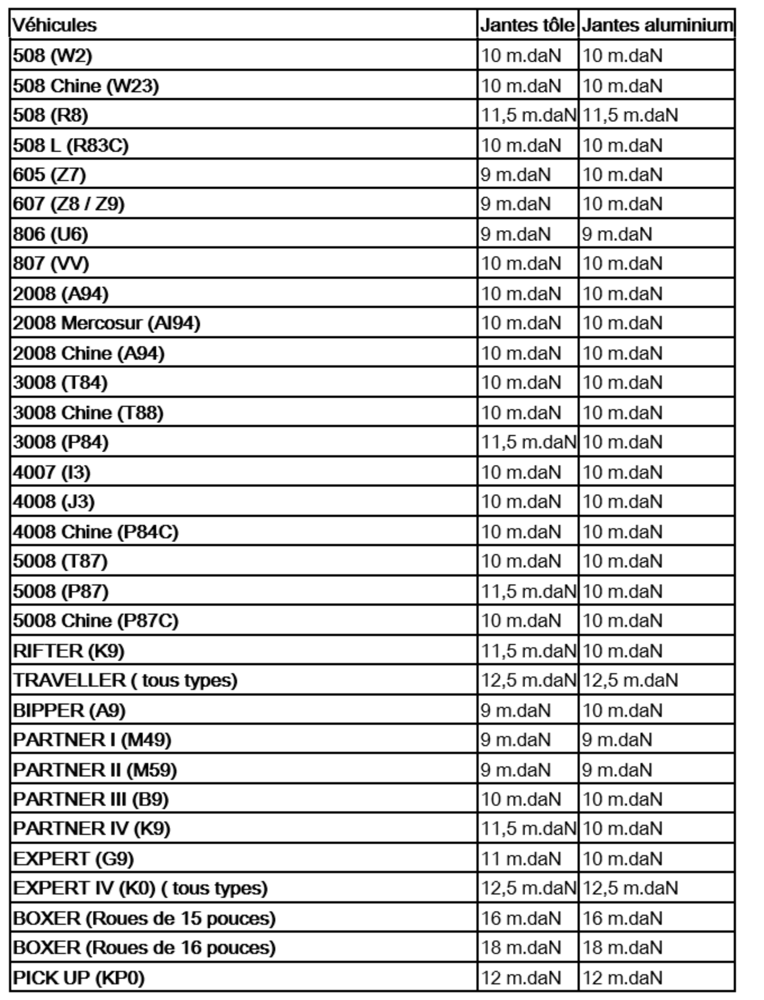 Véhicules Jantes tôle Jantes aluminium
508 (W2) 10 m.daN 10 m.daN
508 Chine (W23) 10 m.daN 10 m.daN
508 (R8) 11,5 m.daN 11,5 m.daN
508 L (R83C) 10 m.daN 10 m.daN
605 (Z7) 9 m.daN 10 m.daN
607 (Z8 / Z9) 9 m.daN 10 m.daN
806 (U6) 9 m.daN 9 m.daN
807 (VV) 10 m.daN 10 m.daN
2008 (A94) 10 m.daN 10 m.daN
2008 Mercosur (AI94) 10 m.daN 10 m.daN
2008 Chine (A94) 10 m.daN 10 m.daN
3008 (T84) 10 m.daN 10 m.daN
3008 Chine (T88) 10 m.daN 10 m.daN
3008 (P84) 11,5 m.daN 10 m.daN
4007 (I3) 10 m.daN 10 m.daN
4008 (J3) 10 m.daN 10 m.daN
4008 Chine (P84C) 10 m.daN 10 m.daN
5008 (T87) 10 m.daN 10 m.daN
5008 (P87) 11,5 m.daN 10 m.daN
5008 Chine (P87C) 10 m.daN 10 m.daN
RIFTER (K9) 11,5 m.daN 10 m.daN
TRAVELLER ( tous types) 12,5 m.daN 12,5 m.daN
BIPPER (A9) 9 m.daN 10 m.daN
PARTNER I (M49) 9 m.daN 9 m.daN
PARTNER II (M59) 9 m.daN 9 m.daN
PARTNER III (B9) 10 m.daN 10 m.daN
PARTNER IV (K9) 11,5 m.daN 10 m.daN
EXPERT (G9) 11 m.daN 10 m.daN
EXPERT IV (K0) ( tous types) 12,5 m.daN 12,5 m.daN
BOXER (Roues de 15 pouces) 16 m.daN 16 m.daN
BOXER (Roues de 16 pouces) 18 m.daN 18 m.daN
PICK UP (KP0) 12 m.daN 12 m.daN